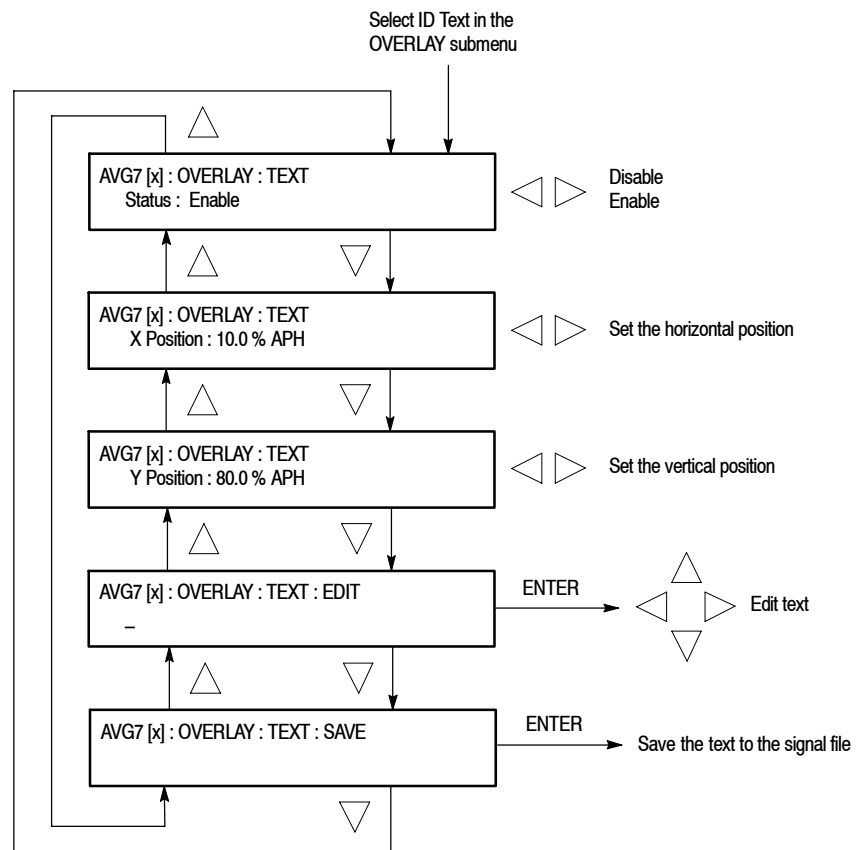 Select ID Text in the
OVERLAY submenu
AVG7 [x] : OVERLAY : TEXT
Status : Enable
Disable
Enable
AVG7 [x] : OVERLAY : TEXT
X Position : 10.0 % APH
Set the horizontal position
AVG7 [x] : OVERLAY : TEXT
Y Position : 80.0 % APH
Set the vertical position
AVG7 [x] : OVERLAY : TEXT : EDIT
_
ENTER
Edit text
AVG7 [x] : OVERLAY : TEXT : SAVE
ENTER
Save the text to the signal file